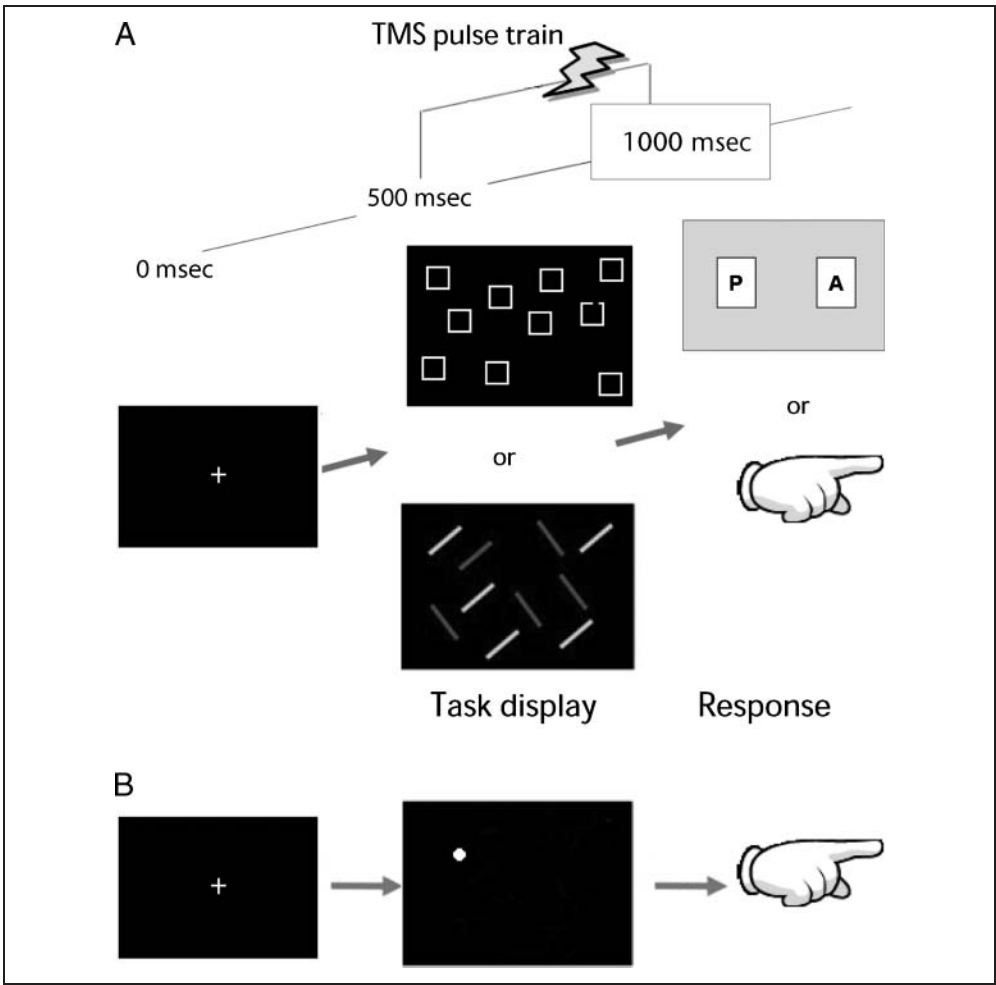 A
TMS pulse train
1000 msec
500 msec
0 msec
P A
or
or
Task display Response
B